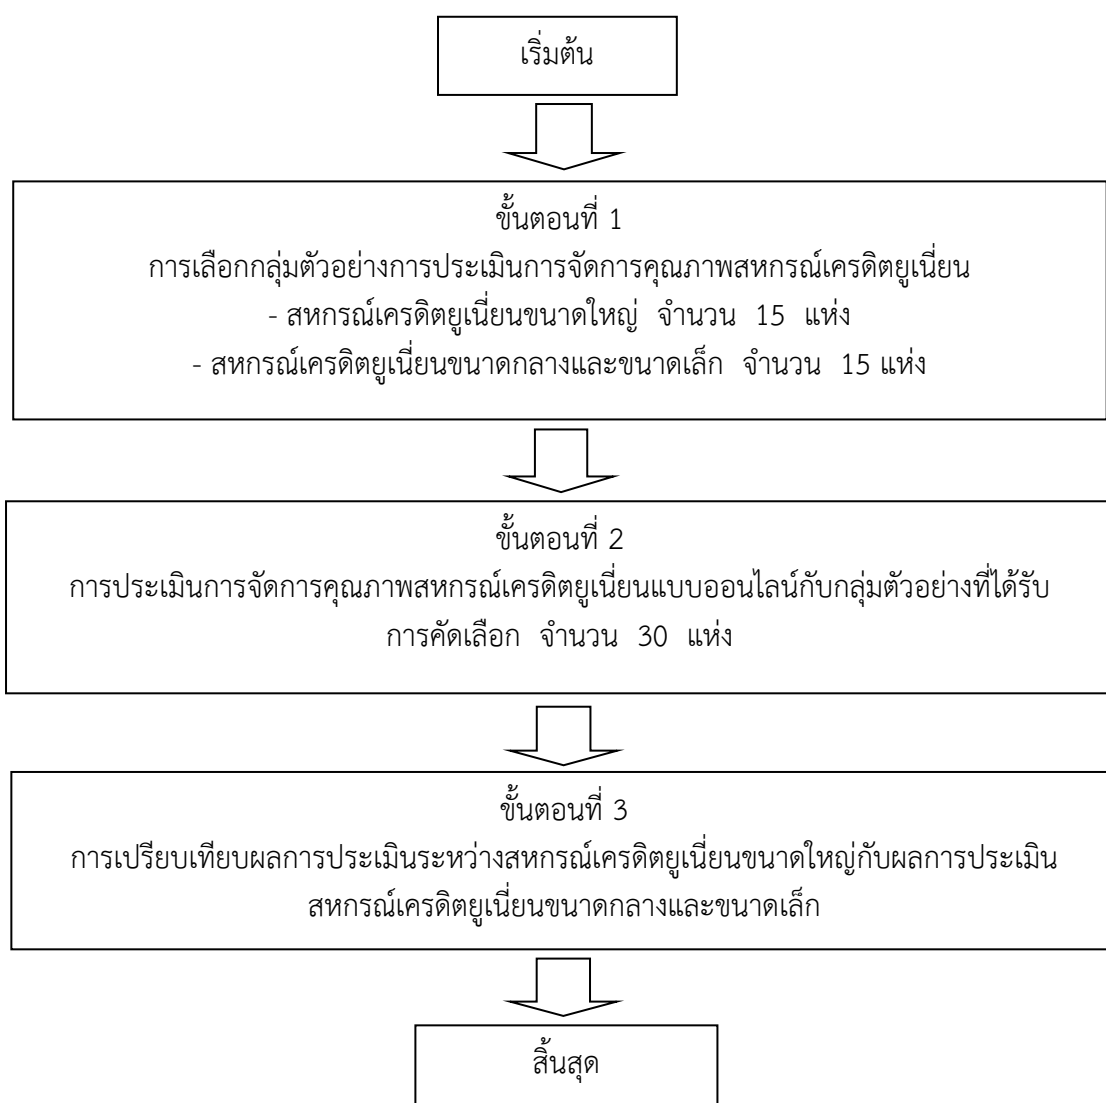 เริ่มต้น
ขั้นตอนที่ 1
การเลือกกลุ่มตัวอย่างการประเมินการจัดการคุณภาพสหกรณ์เครดิตยูเนี่ยน
- สหกรณ์เครดิตยูเนี่ยนขนาดใหญ่ จำนวน 15 แห่ง
- สหกรณ์เครดิตยูเนี่ยนขนาดกลางและขนาดเล็ก จำนวน 15 แห่ง
ขั้นตอนที่ 2
การประเมินการจัดการคุณภาพสหกรณ์เครดิตยูเนี่ยนแบบออนไลน์กับกลุ่มตัวอย่างที่ได้รับ
การคัดเลือก จำนวน 30 แห่ง
ขั้นตอนที่ 3
การเปรียบเทียบผลการประเมินระหว่างสหกรณ์เครดิตยูเนี่ยนขนาดใหญ่กับผลการประเมิน
สหกรณ์เครดิตยูเนี่ยนขนาดกลางและขนาดเล็ก
สิ้นสุด